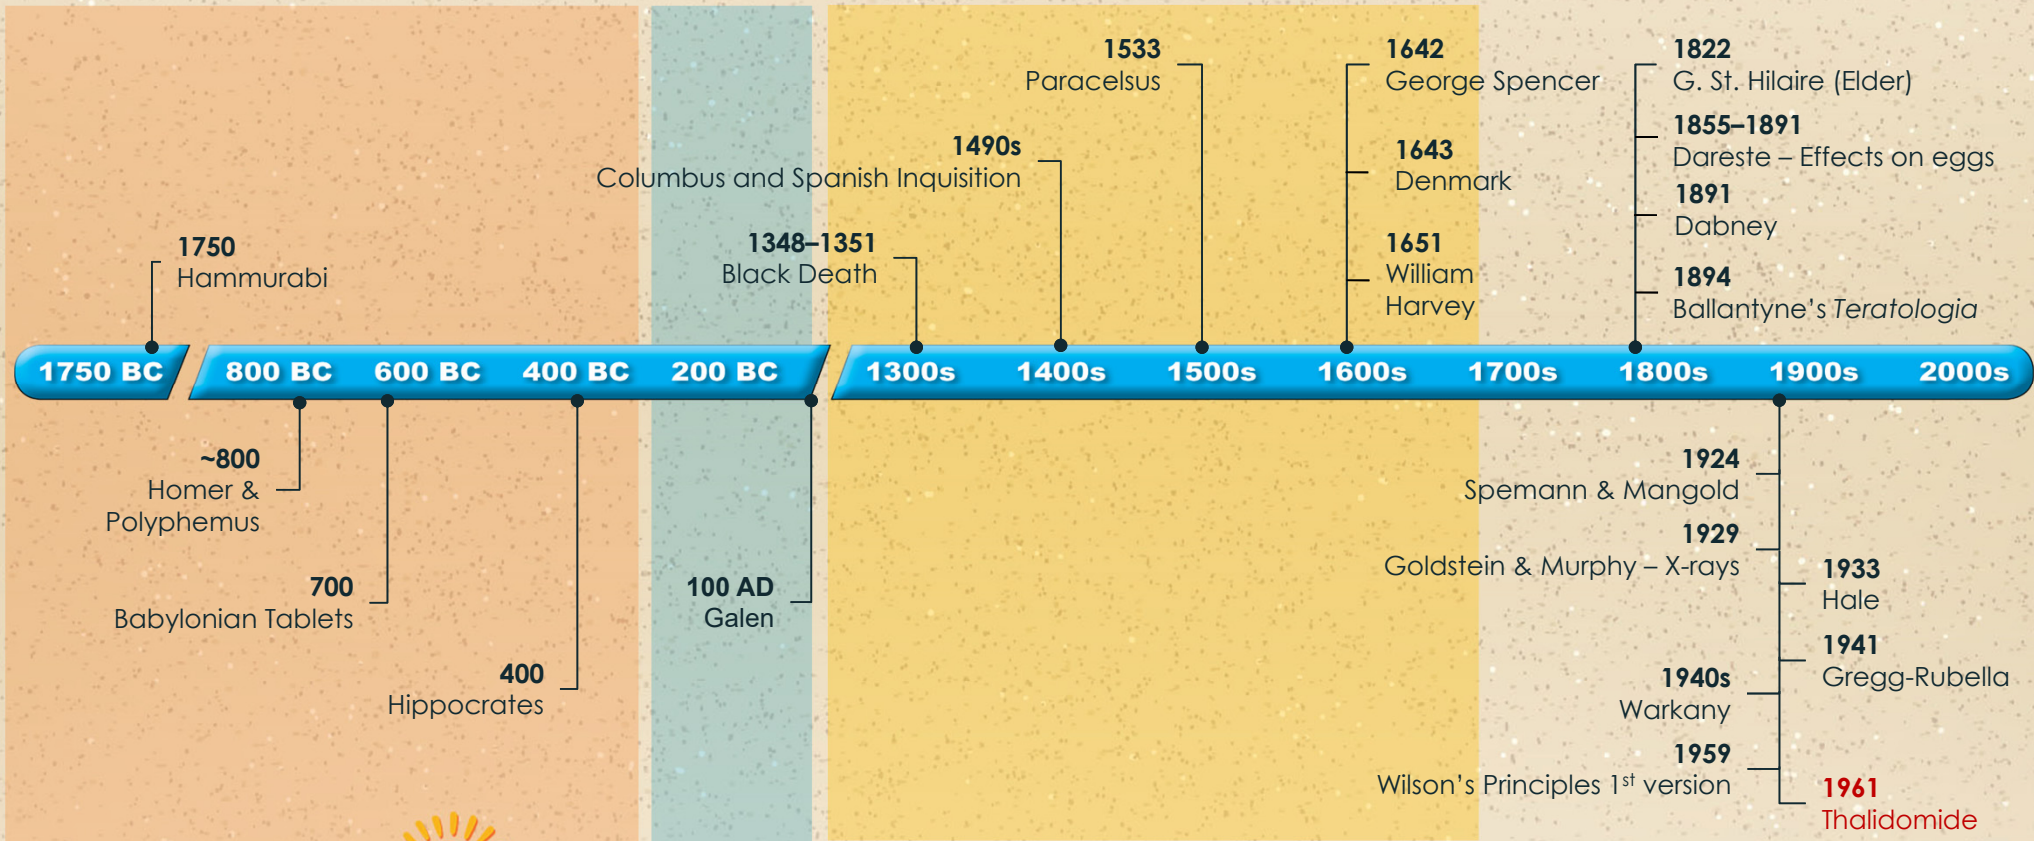 1533
Paracelsus
1642
George Spencer
1822
G. St. Hilaire (Elder)
1490s
Columbus and Spanish Inquisition
1643
Denmark
1855–1891
Dareste – Effects on eggs
1891
Dabney
1750
Hammurabi
1348–1351
Black Death
1651
William
Harvey
1894
Ballantyne's Teratologia
1750 BC 800 BC 600 BC 400 BC 200 BC 1300s 1400s 1500s 1600s 1700s 1800s 1900s 2000s
~800
Homer &
Polyphemus
700
Babylonian Tablets
400
Hippocrates
100 AD
Galen
1924
Spemann & Mangold
1929
Goldstein & Murphy – X-rays
1933
Hale
1941
Gregg-Rubella
1940s
Warkany
1959
Wilson's Principles 1st version
1961
Thalidomide